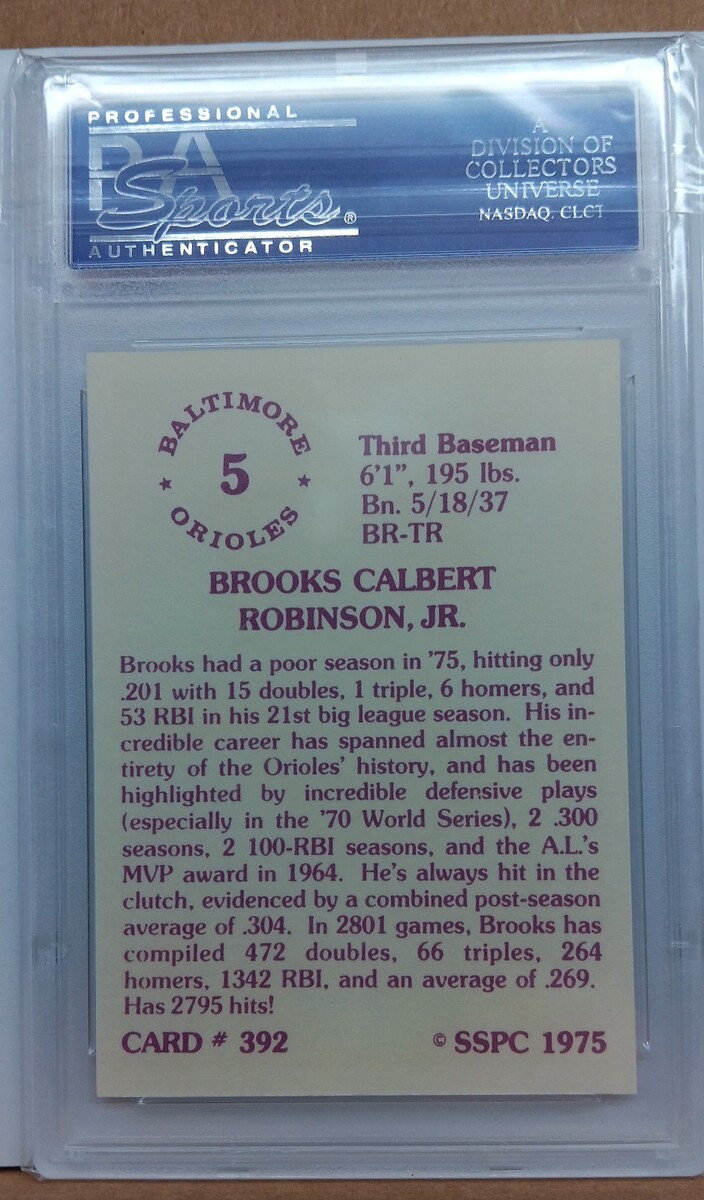 PROFESSIONAL
PSA
Sports®
AUTHENTICATOR
A
DIVISION OF
COLLECTORS
UNIVERSE
NASDAQ. CLCT
BALTIMORE
5
ORIOLES
Third Baseman
6'1", 195 lbs.
Bn. 5/18/37
BR-TR
BROOKS CALBERT
ROBINSON, JR.
Brooks had a poor season in '75, hitting only
.201 with 15 doubles, 1 triple, 6 homers, and
53 RBI in his 21st big league season. His in-
credible career has spanned almost the en-
tirety of the Orioles' history, and has been
highlighted by incredible defensive plays
(especially in the '70 World Series), 2 .300
seasons, 2 100-RBI seasons, and the A.L.'s
MVP award in 1964. He's always hit in the
clutch, evidenced by a combined post-season
average of .304. In 2801 games, Brooks has
compiled 472 doubles, 66 triples, 264
homers, 1342 RBI, and an average of .269.
Has 2795 hits!
CARD # 392
© SSPC 1975